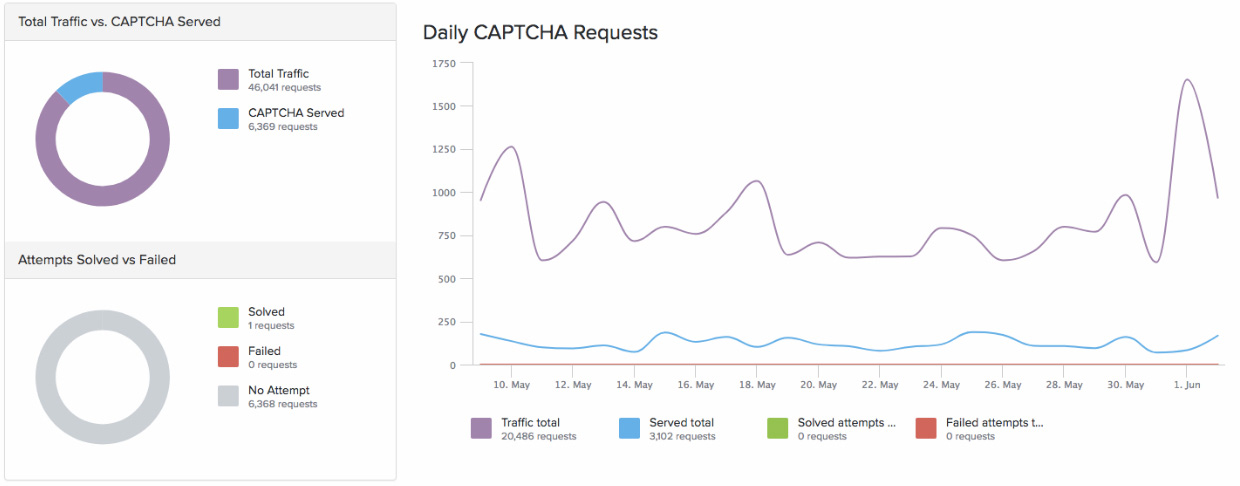 Total Traffic vs. CAPTCHA Served
Total Traffic
46,041 requests
CAPTCHA Served
6,369 requests
Attempts Solved vs Failed
Solved
1 requests
Failed
0 requests
No Attempt
6,368 requests
Daily CAPTCHA Requests
1750
1500
1250
1000
750
500
250
0
10. May 12. May 14. May 16. May 18. May 20. May 22. May 24. May 26. May 28. May 30. May 1. Jun
Traffic total Served total Solved attempts ... Failed attempts t...
20,486 requests 3,102 requests 0 requests 0 requests